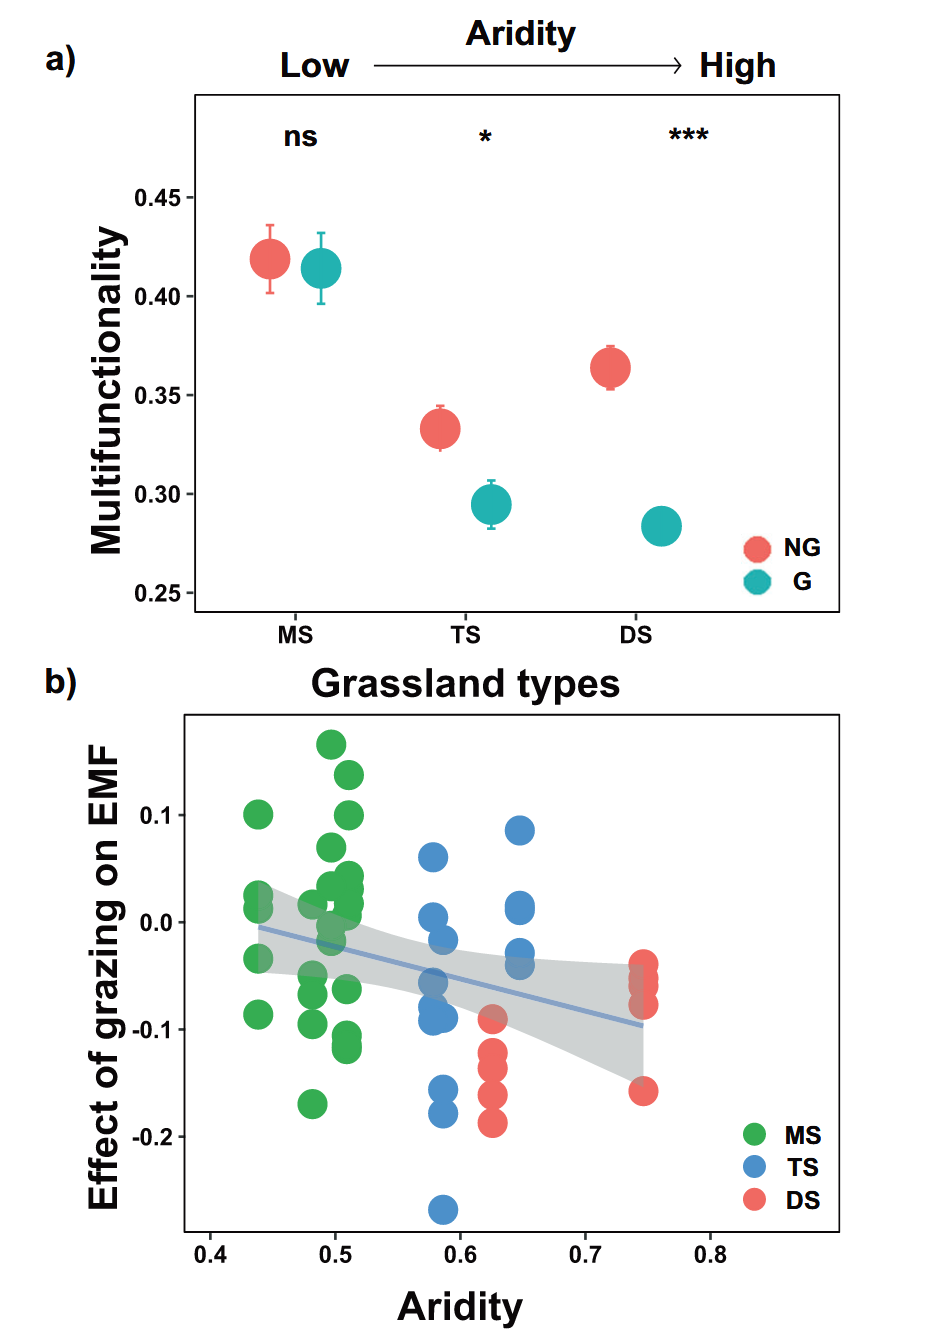 a)
Aridity
Low
High
ns
*
***
Multifunctionality
0.45
0.40
0.35
0.30
0.25
NG
G
MS
TS
DS
Grassland types
b)
Effect of grazing on EMF
0.1
0.0
-0.1
-0.2
MS
TS
DS
0.4
0.5
0.6
0.7
0.8
Aridity